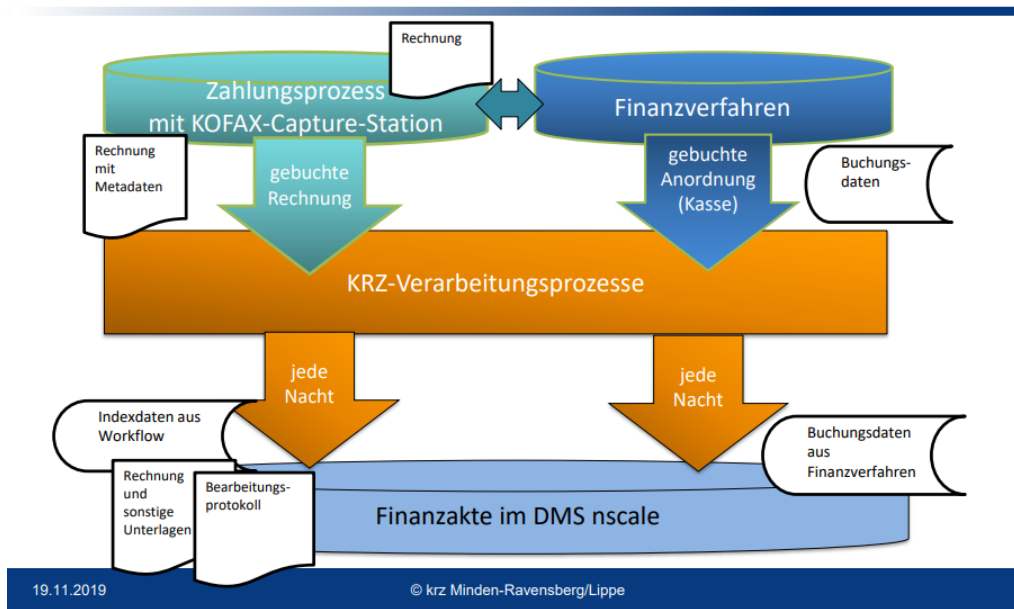 Rechnung
Zahlungsprozess
mit KOFAX-Capture-Station
Finanzverfahren
Rechnung
mit
Metadaten
gebuchte
Rechnung
gebuchte
Anordnung
(Kasse)
Buchungs-
daten
KRZ-Verarbeitungsprozesse
jede
Nacht
jede
Nacht
Indexdaten aus
Workflow
Buchungsdaten
aus
Finanzverfahren
Rechnung
und
sonstige
Unterlagen
Bearbeitungs-
protokoll
Finanzakte im DMS nscale
19.11.2019
© krz Minden-Ravensberg/Lippe